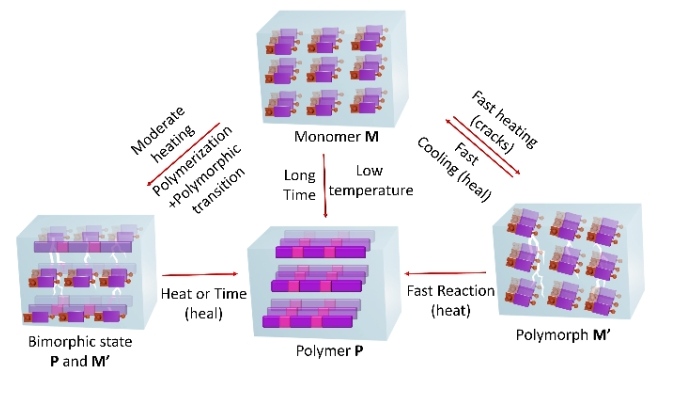 Monomer M
Moderate
heating
Polymerization
+Polymorphic
transition
Long
Time
Low
temperature
Fast heating
(cracks)
Fast
Cooling (heal)
Bimorphic state
P and M’
Heat or Time
(heal)
Polymer P
Fast Reaction
(heat)
Polymorph M’